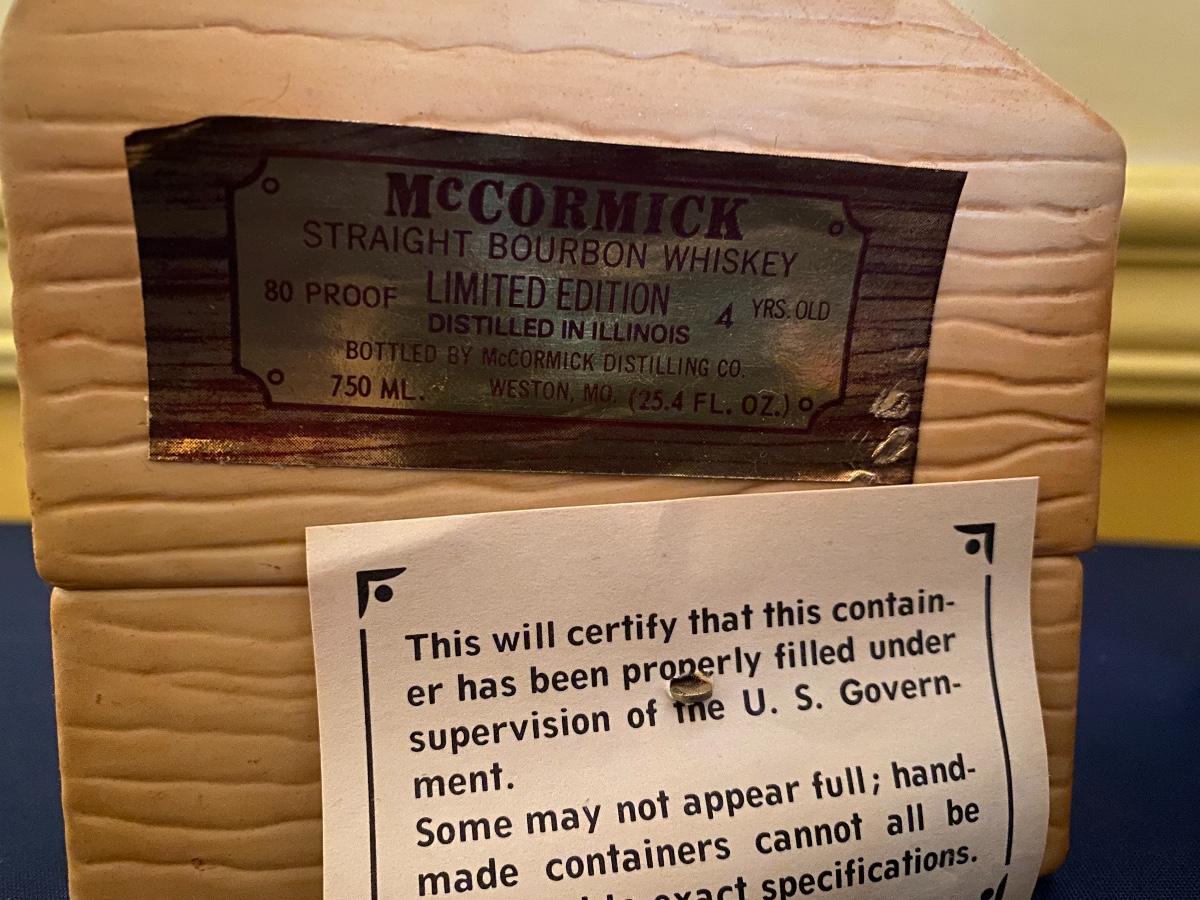 McCORMICK
STRAIGHT BOURBON WHISKEY
80 PROOF LIMITED EDITION 4 YRS. OLD
DISTILLED IN ILLINOIS
BOTTLED BY McCORMICK DISTILLING CO.
750 ML. WESTON, MO. (25.4 FL. OZ.)
This will certify that this contain-
er has been properly filled under
supervision of the U. S. Govern-
ment.
Some may not appear full; hand-
made containers cannot all be
exact specifications.